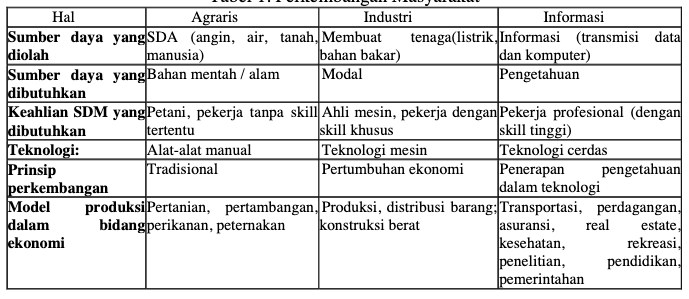 Tabel 1. Perkembangan Masyarakat
Hal Agraris Industri Informasi
Sumber daya yang diolah SDA (angin, air, tanah, manusia) Membuat tenaga(listrik, bahan bakar) Informasi (transmisi data dan komputer)
Sumber daya yang dibutuhkan Bahan mentah / alam Modal Pengetahuan
Keahlian SDM yang dibutuhkan Petani, pekerja tanpa skill tertentu Ahli mesin, pekerja dengan skill khusus Pekerja profesional (dengan skill tinggi)
Teknologi: Alat-alat manual Teknologi mesin Teknologi cerdas
Prinsip perkembangan Tradisional Pertumbuhan ekonomi Penerapan pengetahuan dalam teknologi
Model produksi dalam bidang ekonomi Pertanian, pertambangan, perikanan, peternakan Produksi, distribusi barang; konstruksi berat Transportasi, perdagangan, asuransi, real estate, kesehatan, rekreasi, penelitian, pendidikan, pemerintahan